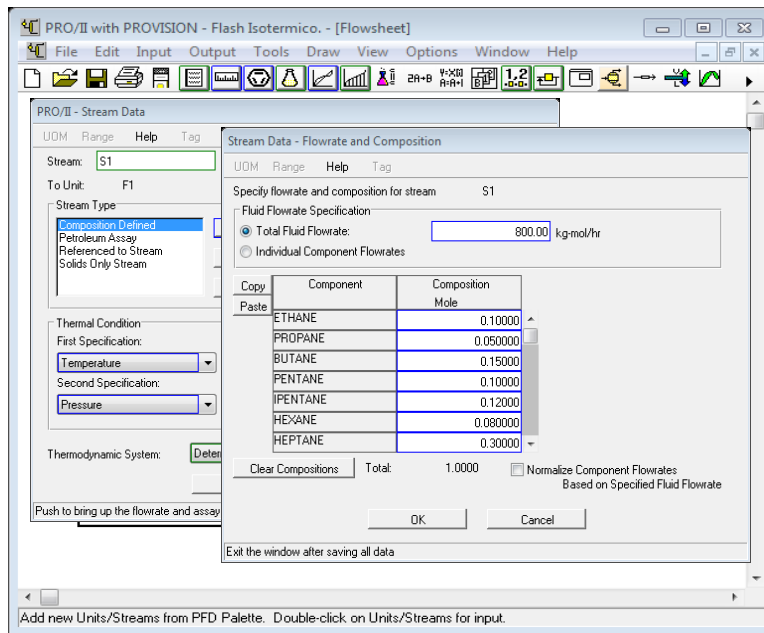 PRO/II with PROVISION - Flash Isotermico. - [Flowsheet]
File Edit Input Output Tools Draw View Options Window Help
PRO/II - Stream Data
UOM Range Help Tag
Stream: S1
To Unit: F1
Stream Type
Composition Defined
Petroleum Assay
Referenced to Stream
Solids Only Stream
Thermal Condition
First Specification:
Temperature
Second Specification:
Pressure
Thermodynamic System: Deter
Push to bring up the flowrate and assay
Stream Data - Flowrate and Composition
UOM Range Help Tag
Specify flowrate and composition for stream S1
Fluid Flowrate Specification
Total Fluid Flowrate: 800.00 kg-mol/hr
Individual Component Flowrates
Copy
Paste
Component Composition
Mole
ETHANE 0.10000
PROPANE 0.050000
BUTANE 0.15000
PENTANE 0.10000
IPENTANE 0.12000
HEXANE 0.080000
HEPTANE 0.30000
Clear Compositions Total: 1.0000 Normalize Component Flowrates
Based on Specified Fluid Flowrate
OK Cancel
Exit the window after saving all data
Add new Units/Streams from PFD Palette. Double-click on Units/Streams for input.